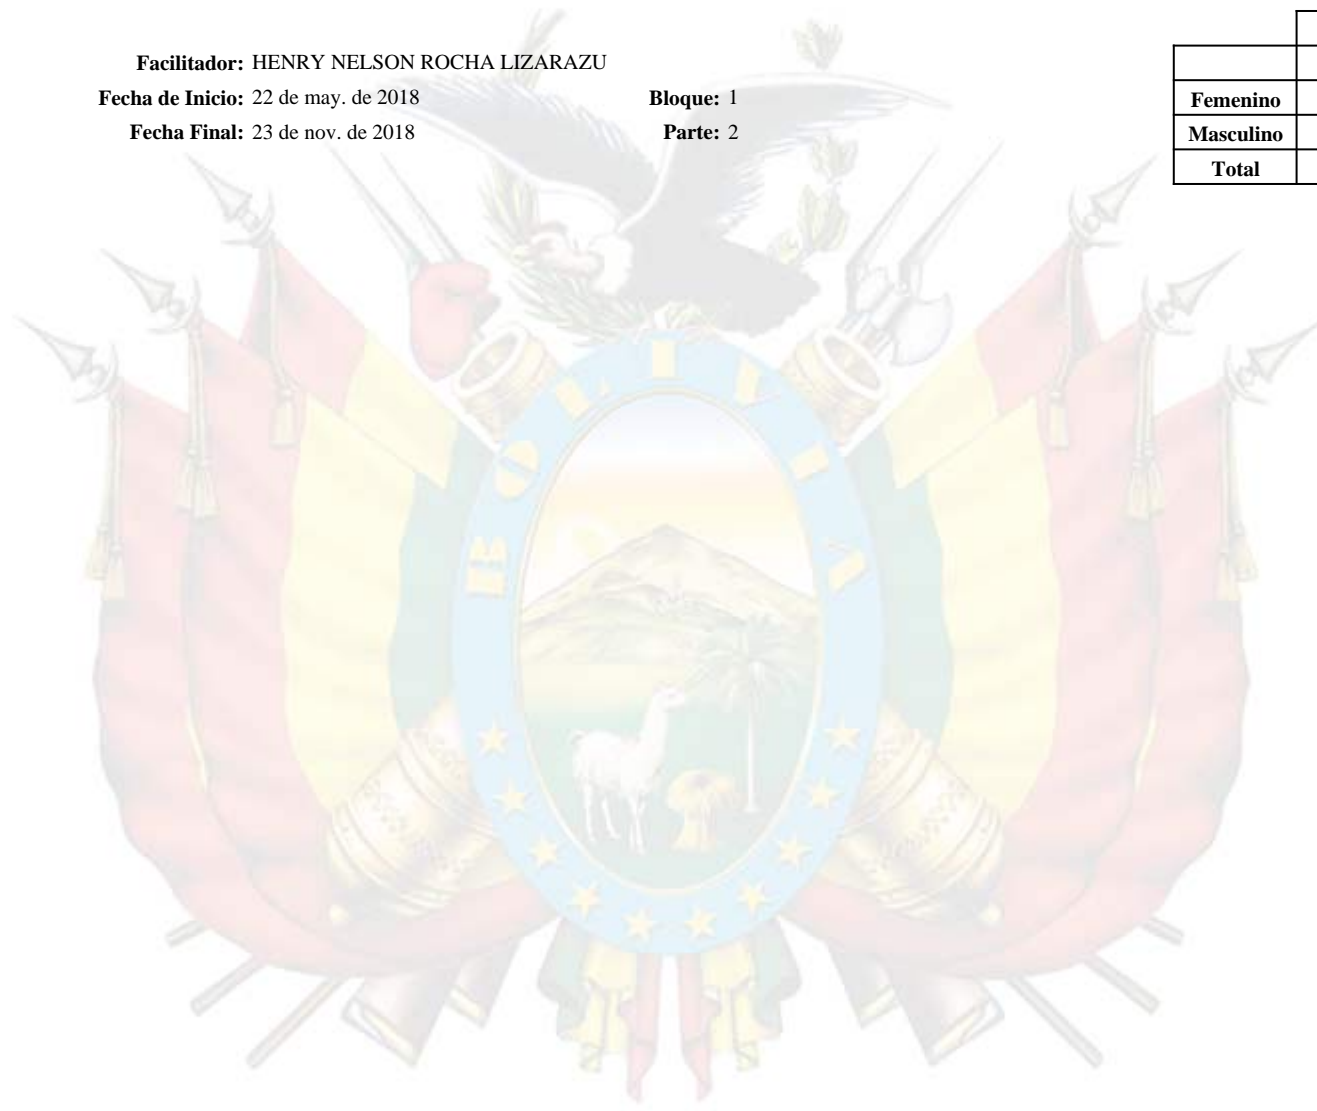 Facilitador: HENRY NELSON ROCHA LIZARAZU
Fecha de Inicio: 22 de may. de 2018 Bloque: 1
Fecha Final: 23 de nov. de 2018 Parte: 2
Femenino
Masculino
Total
BOLIVIA